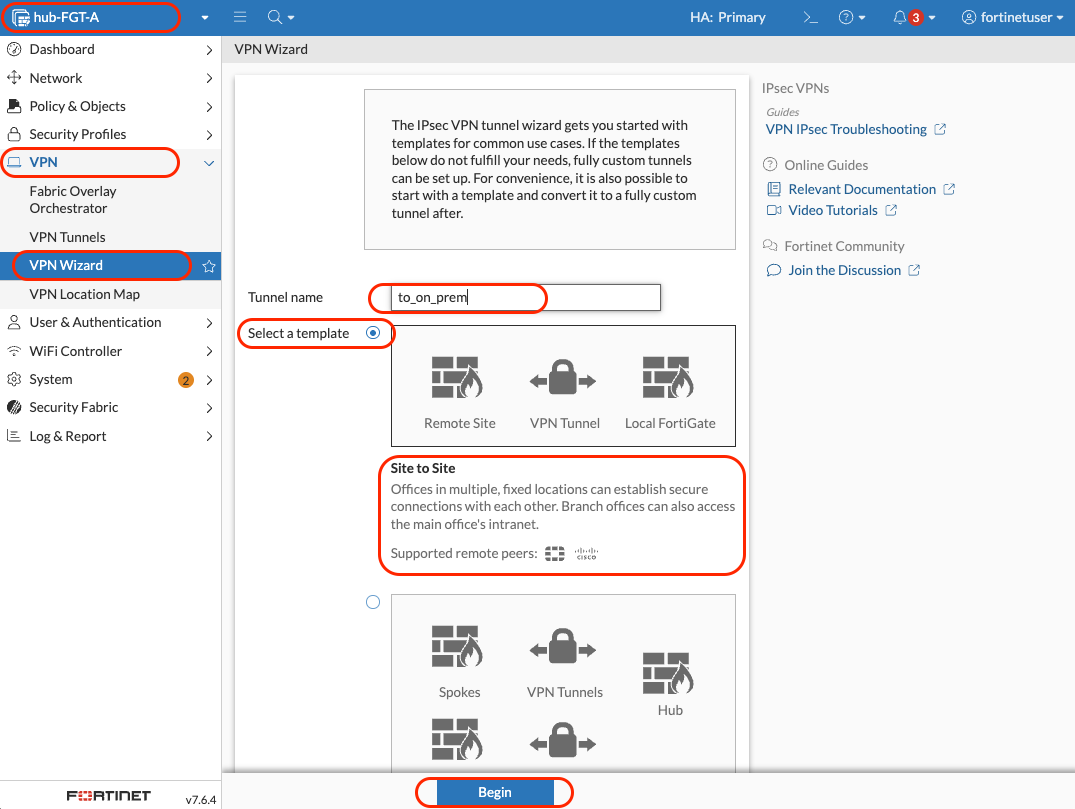 hub-FGT-A
HA: Primary
>_
3
fortinetuser
Dashboard
Network
Policy & Objects
Security Profiles
VPN
Fabric Overlay
Orchestrator
VPN Tunnels
VPN Wizard
VPN Location Map
User & Authentication
WiFi Controller
System
2
Security Fabric
Log & Report
FORTINET
v7.6.4
VPN Wizard
The IPsec VPN tunnel wizard gets you started with
templates for common use cases. If the templates
below do not fulfill your needs, fully custom tunnels
can be set up. For convenience, it is also possible to
start with a template and convert it to a fully custom
tunnel after.
Tunnel name
to_on_prem
Select a template
Remote Site
VPN Tunnel
Local FortiGate
Site to Site
Offices in multiple, fixed locations can establish secure
connections with each other. Branch offices can also access
the main office's intranet.
Supported remote peers:
CISCO
Spokes
VPN Tunnels
Hub
Begin
IPsec VPNs
Guides
VPN IPsec Troubleshooting
Online Guides
Relevant Documentation
Video Tutorials
Fortinet Community
Join the Discussion